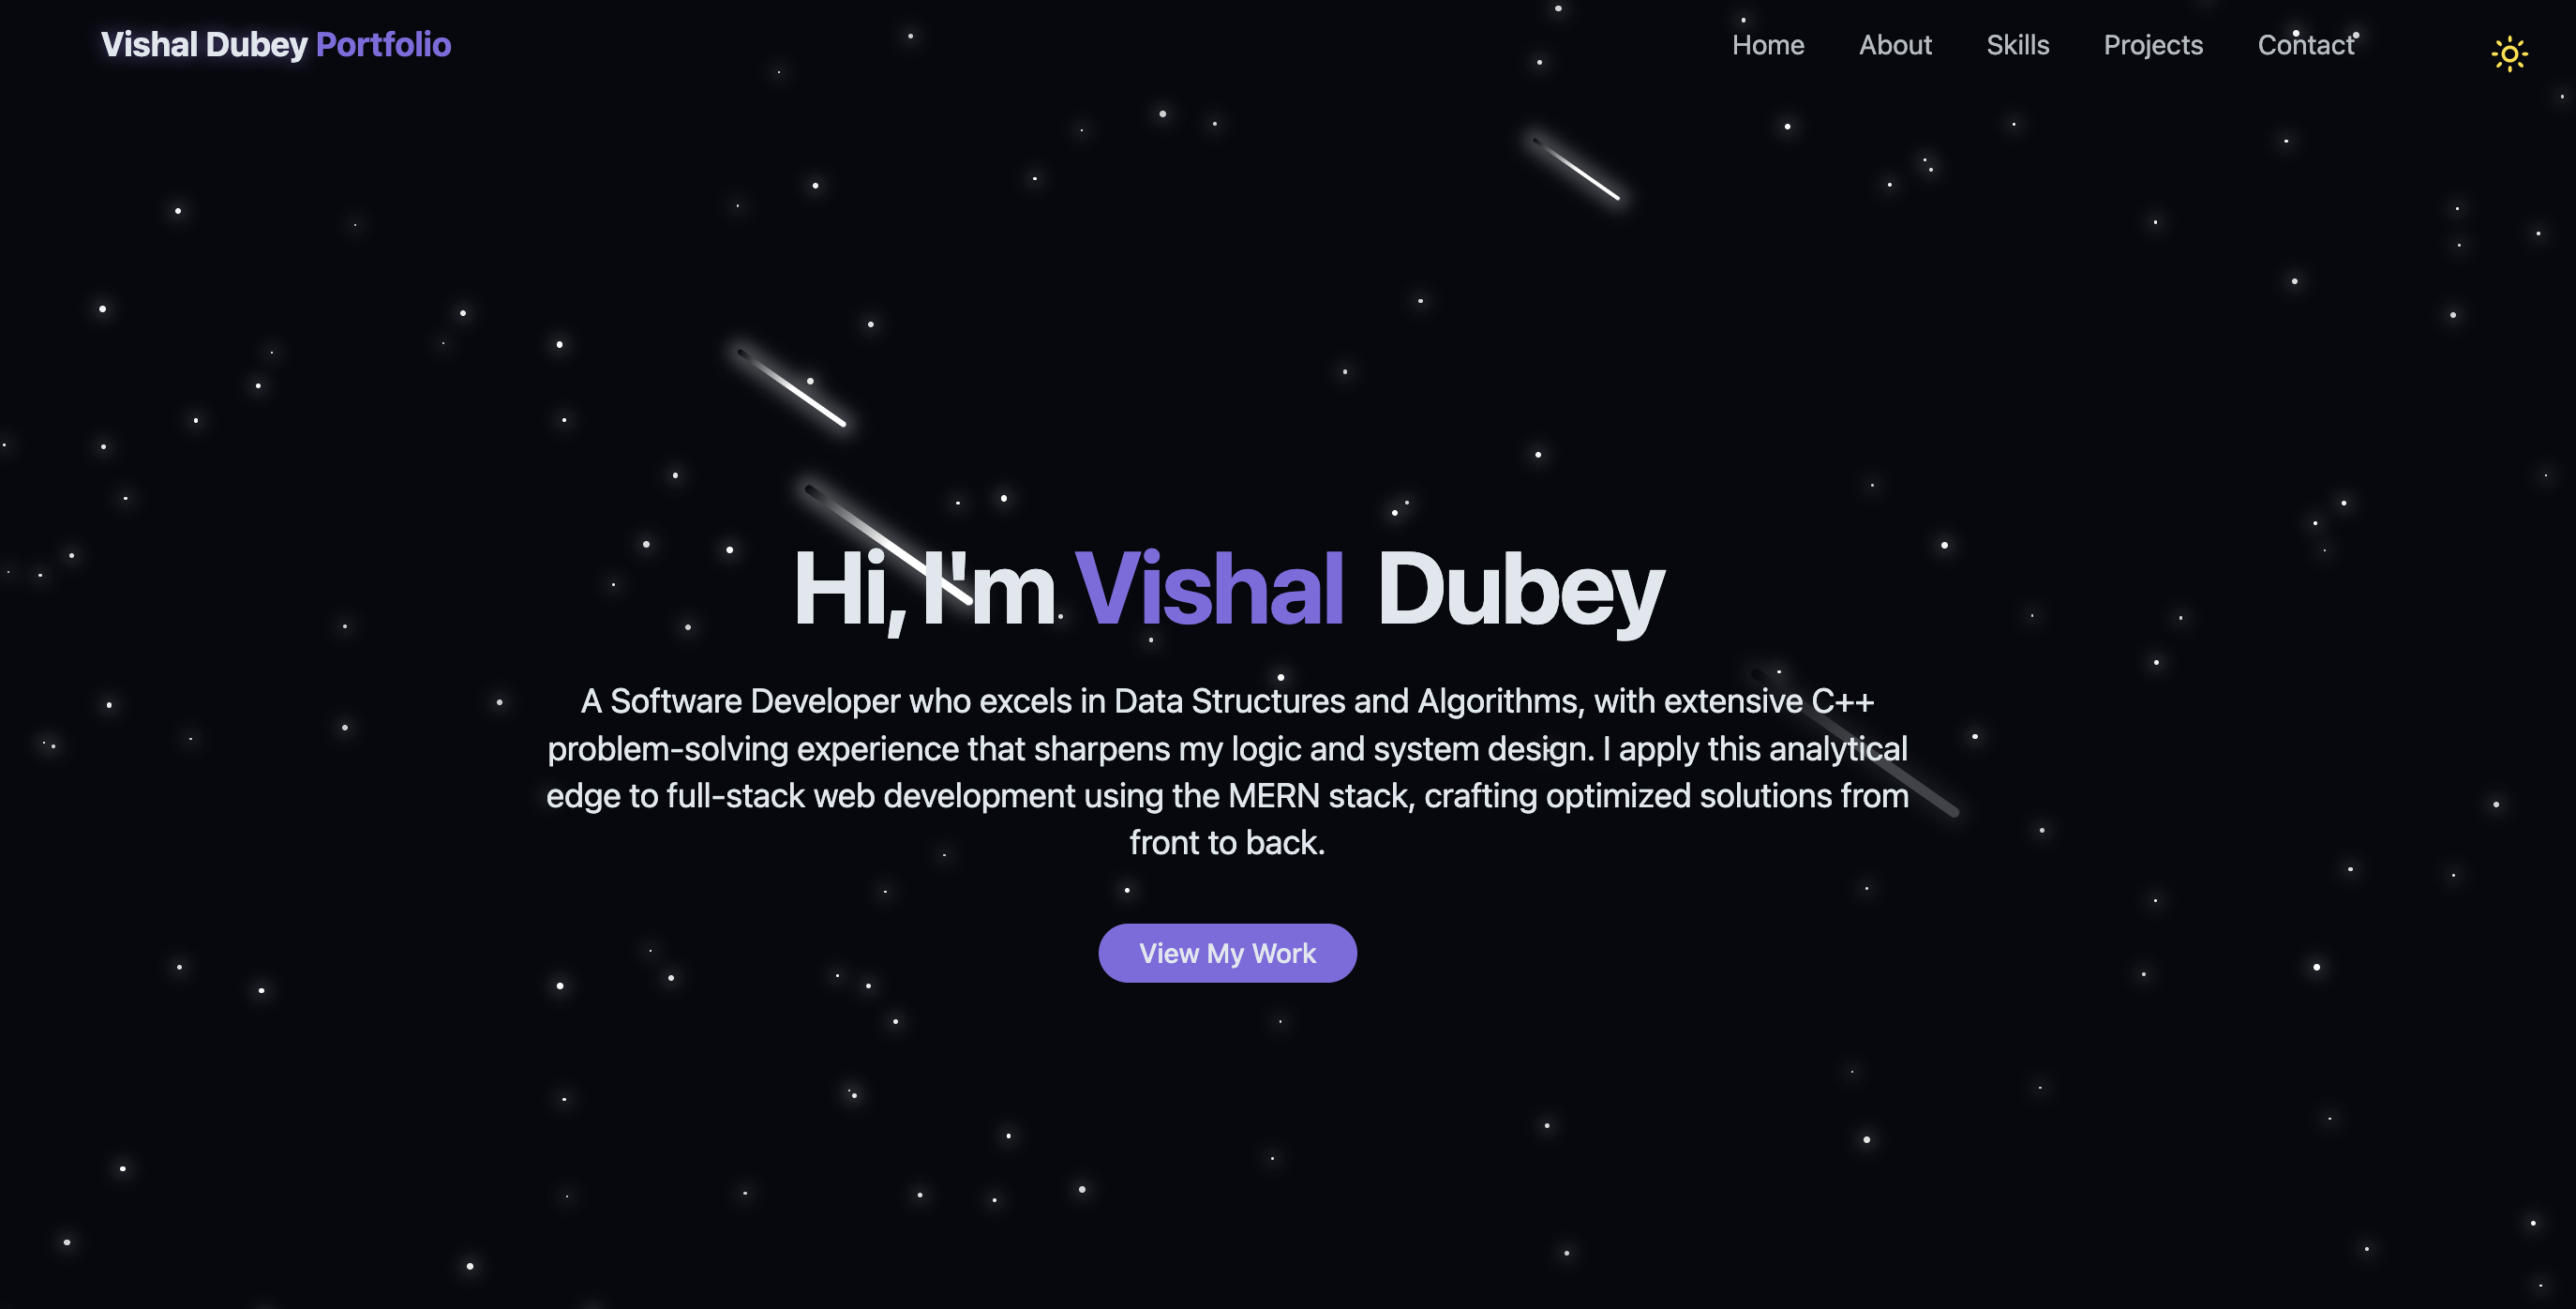 Vishal Dubey Portfolio
Home About Skills Projects Contact
Hi, I'm Vishal Dubey
A Software Developer who excels in Data Structures and Algorithms, with extensive C++
problem-solving experience that sharpens my logic and system design. I apply this analytical
edge to full-stack web development using the MERN stack, crafting optimized solutions from
front to back.
View My Work